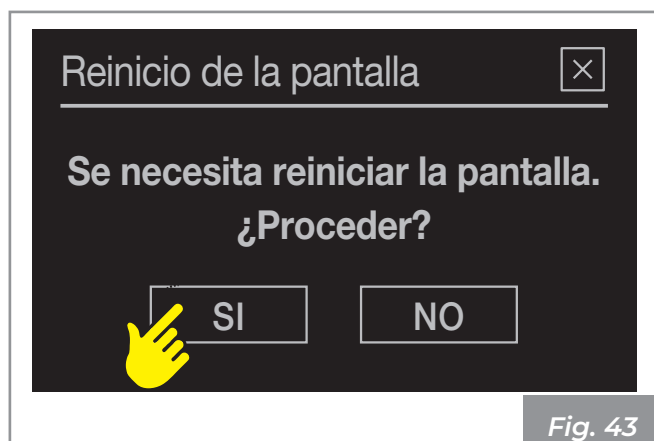 Reinicio de la pantalla
Se necesita reiniciar la pantalla.
¿Proceder?
SI NO
Fig. 43